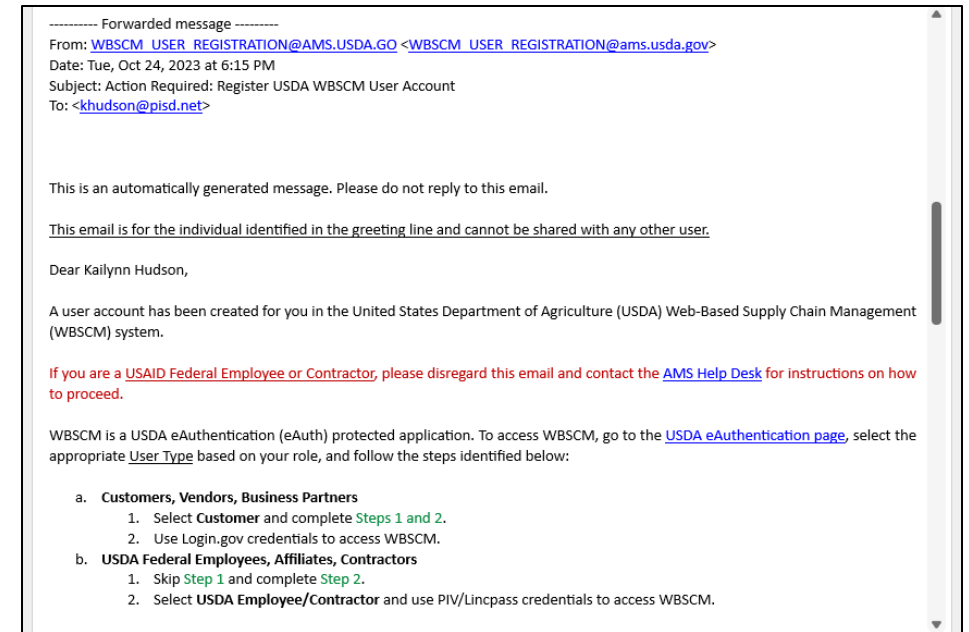 ---------- Forwarded message ---------
From: WBSCM_USER_REGISTRATION@AMS.USDA.GO <WBSCM_USER_REGISTRATION@ams.usda.gov>
Date: Tue, Oct 24, 2023 at 6:15 PM
Subject: Action Required: Register USDA WBSCM User Account
To: <khudson@pisd.net>
This is an automatically generated message. Please do not reply to this email.
This email is for the individual identified in the greeting line and cannot be shared with any other user.
Dear Kailynn Hudson,
A user account has been created for you in the United States Department of Agriculture (USDA) Web-Based Supply Chain Management
(WBSCM) system.
If you are a USAID Federal Employee or Contractor, please disregard this email and contact the AMS Help Desk for instructions on how
to proceed.
WBSCM is a USDA eAuthentication (eAuth) protected application. To access WBSCM, go to the USDA eAuthentication page, select the
appropriate User Type based on your role, and follow the steps identified below:
a. Customers, Vendors, Business Partners
1. Select Customer and complete Steps 1 and 2.
2. Use Login.gov credentials to access WBSCM.
b. USDA Federal Employees, Affiliates, Contractors
1. Skip Step 1 and complete Step 2.
2. Select USDA Employee/Contractor and use PIV/Lincpass credentials to access WBSCM.